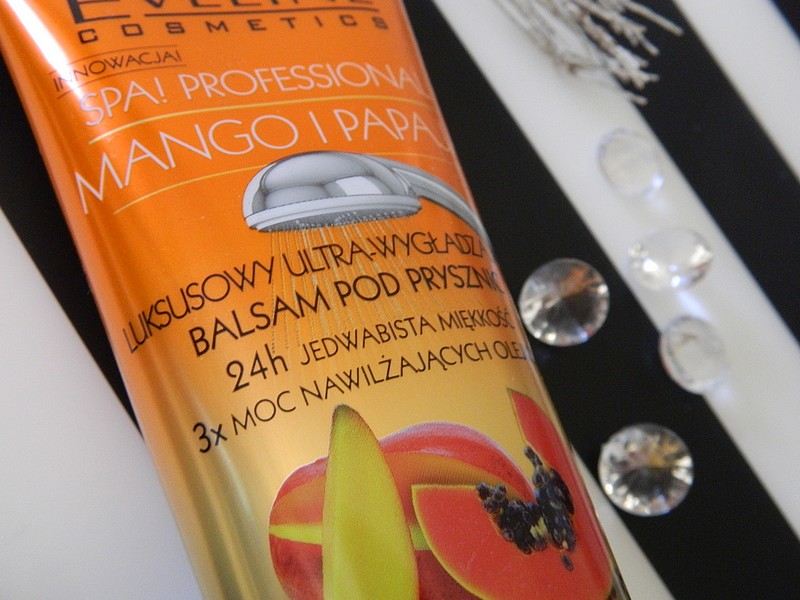 EVELINE
COSMETICS
INNOWACJA!
SPA! PROFESSIONAL
MANGO I PAPA
LUKSUSOWY ULTRA-WYGŁADZA
BALSAM POD PRYSZNIC
24h JEDWABISTA MIĘKKOŚĆ
3x MOC NAWILŻAJĄCYCH OLE